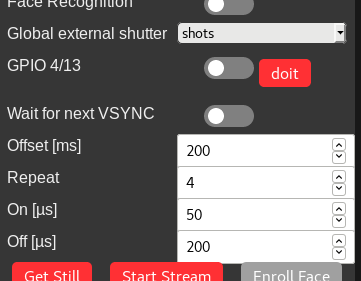 Face Recognition
Global external shutter shots
GPIO 4/13 doit
Wait for next VSYNC
Offset [ms] 200
Repeat 4
On [µs] 50
Off [µs] 200
Get Still Start Stream Enroll Face